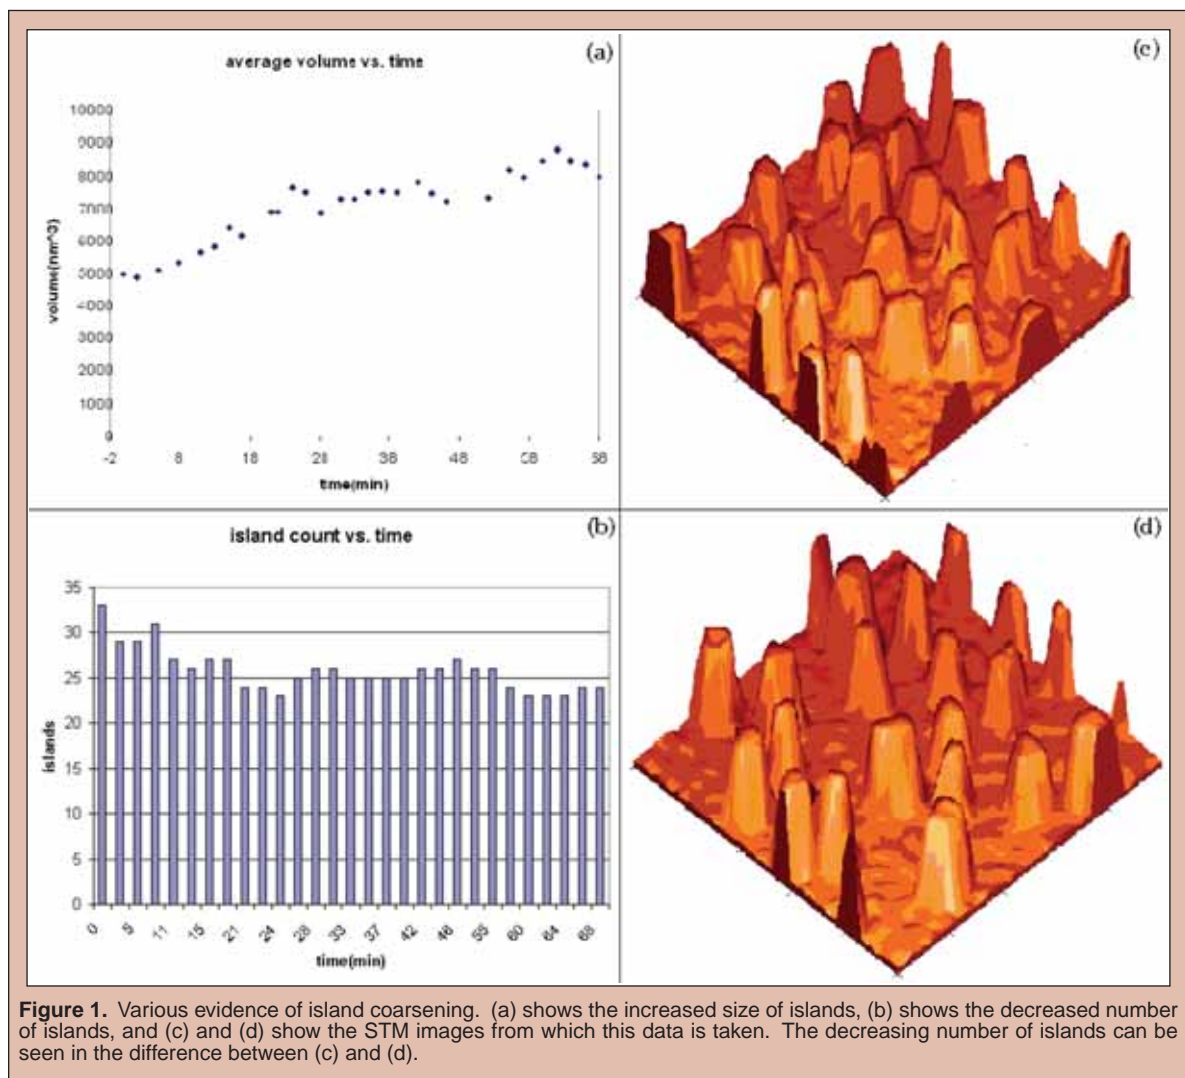 average volume vs. time
(a)
volume(nm^3)
10000
9000
8000
7000
6000
5000
4000
3000
2000
1000
0
-2 8 18 28 38 48 58 68
time(min)
(c)
island count vs. time
(b)
islands
35
30
25
20
15
10
5
0
0 5 11 15 21 24 28 33 37 42 48 55 60 64 68
time(min)
(d)
Figure 1. Various evidence of island coarsening. (a) shows the increased size of islands, (b) shows the decreased number
of islands, and (c) and (d) show the STM images from which this data is taken. The decreasing number of islands can be
seen in the difference between (c) and (d).